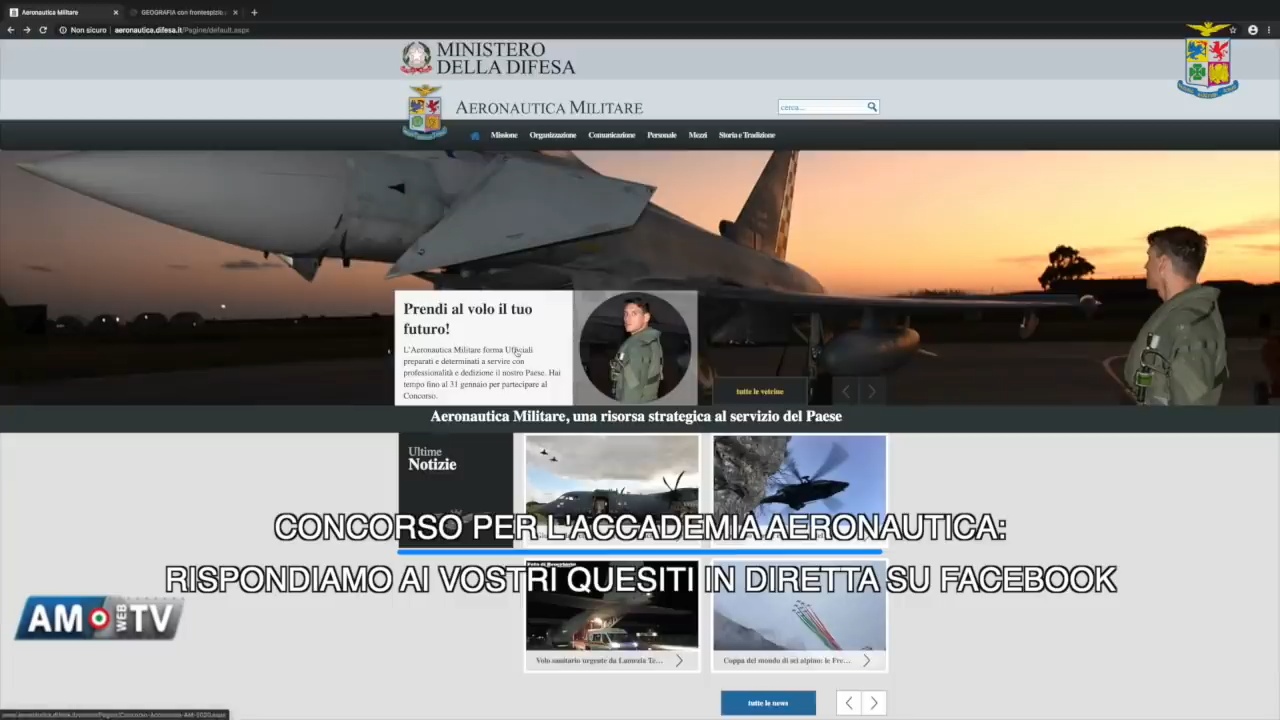 Aeronautica Militare
GEOGRAFIA con frontespizio
Non sicuro
aeronautica.difesa.it/Pagine/default.aspx
MINISTERO
DELLA DIFESA
AERONAUTICA MILITARE
cerca...
Missione
Organizzazione
Comunicazione
Personale
Mezzi
Storia e Tradizione
Prendi al volo il tuo
futuro!
L'Aeronautica Militare forma Ufficiali
preparati e determinati a servire con
professionalità e dedizione il nostro Paese. Hai
tempo fino al 31 gennaio per partecipare al
Concorso.
tutte le vetrine
Aeronautica Militare, una risorsa strategica al servizio del Paese
Ultime
Notizie
CONCORSO PER L'ACCADEMIA AERONAUTICA:
RISPONDIAMO AI VOSTRI QUESITI IN DIRETTA SU FACEBOOK
AM WEB TV
Volo sanitario urgente da Lamezia Te...
Coppa del mondo di sci alpino: le Fre...
tutte le news